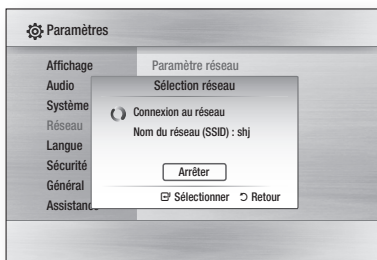 Paramètres
Affichage
Paramètre réseau
Audio
Sélection réseau
Système
Connexion au réseau
Réseau
Nom du réseau (SSID) : shj
Langue
Sécurité
Arrêter
Général
Sélectionner Retour